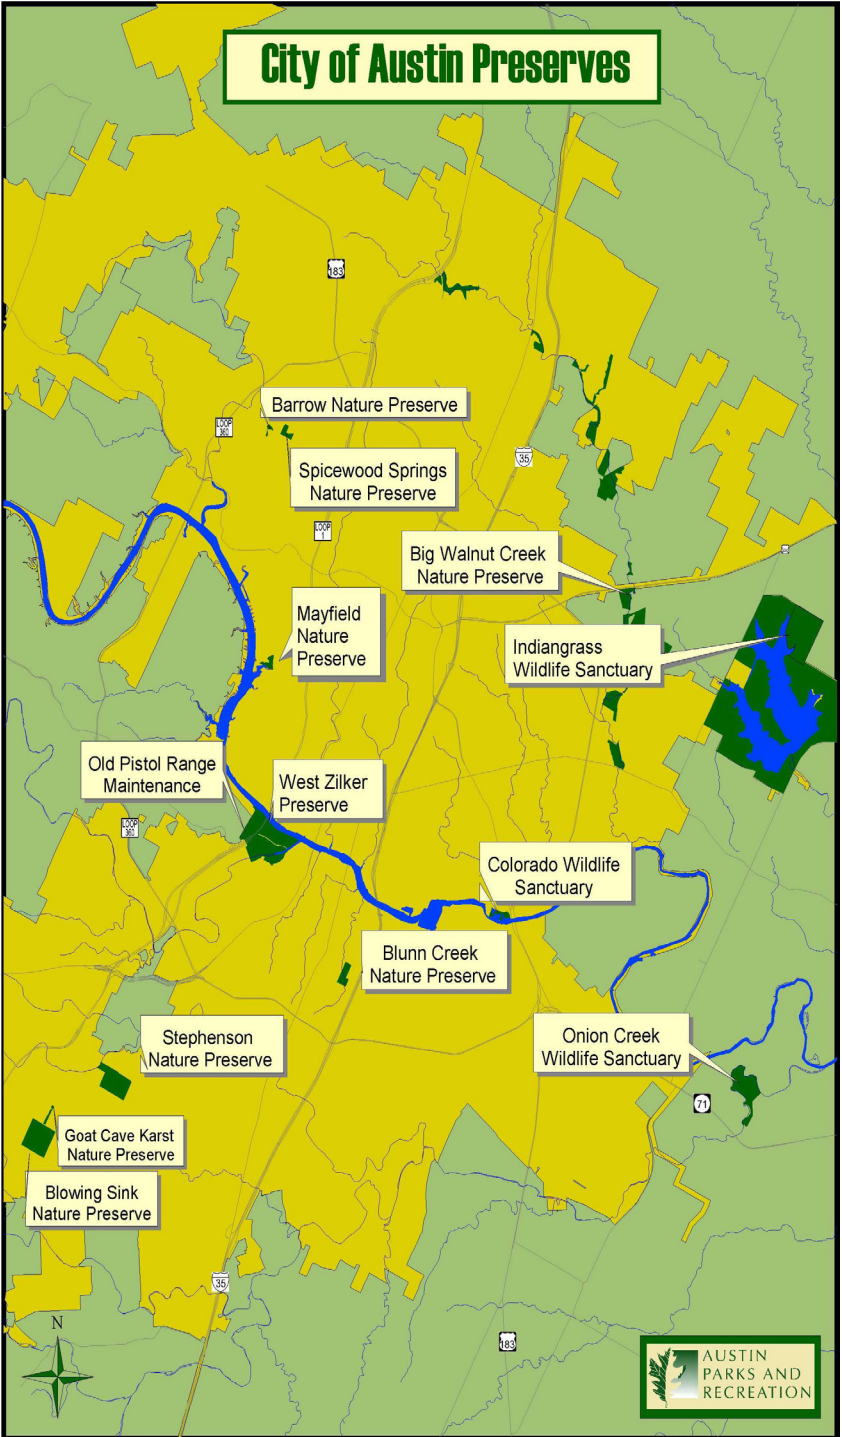 City of Austin Preserves
183
Barrow Nature Preserve
LOOP
360
35
Spicewood Springs
Nature Preserve
LOOP
1
Big Walnut Creek
Nature Preserve
Mayfield
Nature
Preserve
Indiangrass
Wildlife Sanctuary
Old Pistol Range
Maintenance
West Zilker
Preserve
LOOP
360
Colorado Wildlife
Sanctuary
Blunn Creek
Nature Preserve
Stephenson
Nature Preserve
Onion Creek
Wildlife Sanctuary
71
Goat Cave Karst
Nature Preserve
Blowing Sink
Nature Preserve
35
N
183
AUSTIN
PARKS AND
RECREATION